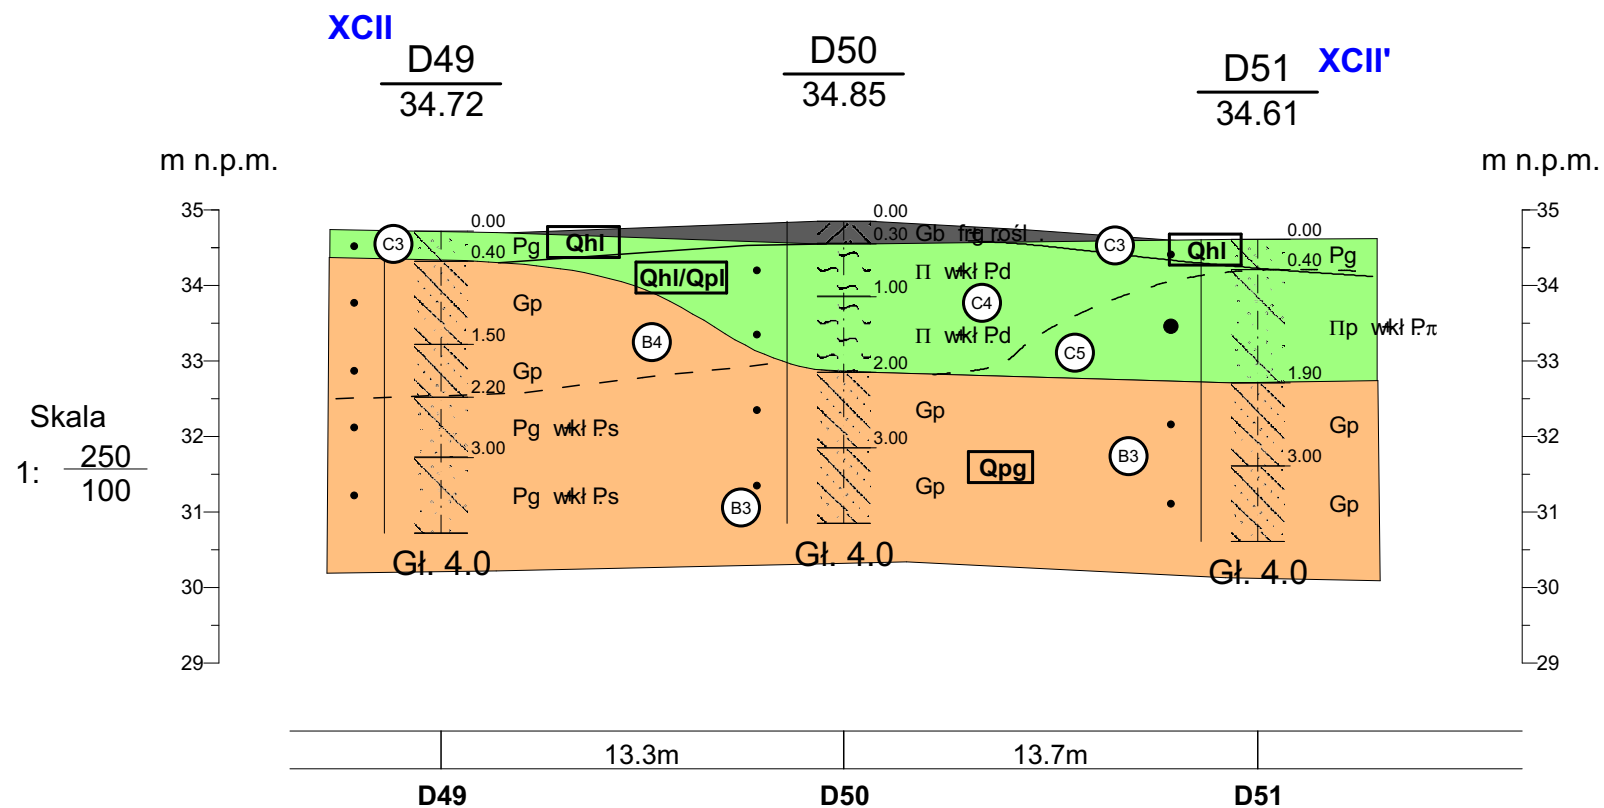 XCII
D49
34.72
D50
34.85
D51
34.61
XCII'
m n.p.m.
m n.p.m.
35
34
33
32
31
30
29
35
34
33
32
31
30
29
Skala
1: 250
100
C3
0.00
0.40
Pg
Qhl
Gp
1.50
Gp
2.20
Pg wkł Ps
3.00
Pg wkł Ps
Gł. 4.0
Qhl/Qpl
B4
B3
0.00
0.30
Gb frg rośl.
Π wkł Pd
1.00
C4
Π wkł Pd
2.00
Gp
3.00
Gp
Gł. 4.0
Qpg
C5
B3
C3
Qhl
0.00
0.40
Pg
Πp wkł Pπ
1.90
Gp
3.00
Gp
Gł. 4.0
13.3m
13.7m
D49
D50
D51